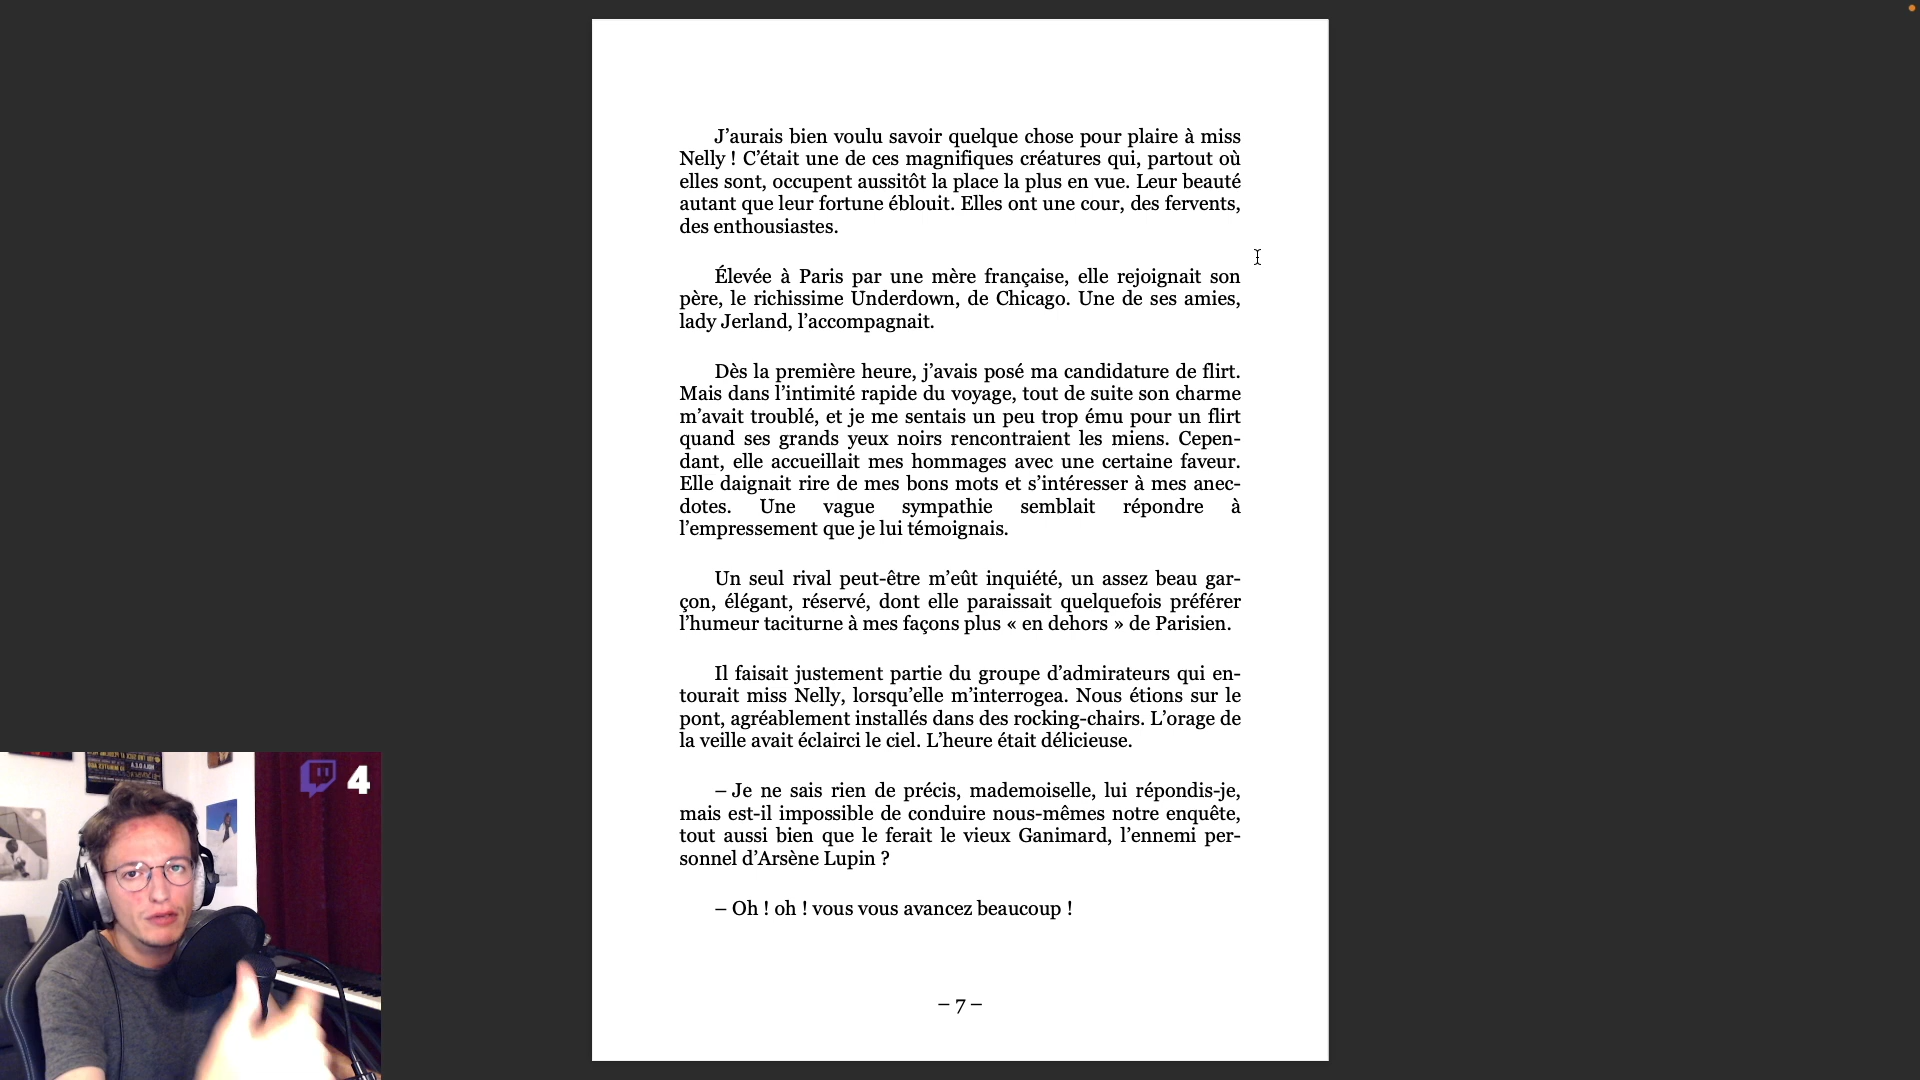 J’aurais bien voulu savoir quelque chose pour plaire à miss
Nelly ! C’était une de ces magnifiques créatures qui, partout où
elles sont, occupent aussitôt la place la plus en vue. Leur beauté
autant que leur fortune éblouit. Elles ont une cour, des fervents,
des enthousiastes.
Élevée à Paris par une mère française, elle rejoignait son
père, le richissime Underdown, de Chicago. Une de ses amies,
lady Jerland, l’accompagnait.
Dès la première heure, j’avais posé ma candidature de flirt.
Mais dans l’intimité rapide du voyage, tout de suite son charme
m’avait troublé, et je me sentais un peu trop ému pour un flirt
quand ses grands yeux noirs rencontraient les miens. Cepen-
dant, elle accueillait mes hommages avec une certaine faveur.
Elle daignait rire de mes bons mots et s’intéresser à mes anec-
dotes. Une vague sympathie semblait répondre à
l’empressement que je lui témoignais.
Un seul rival peut-être m’eût inquiété, un assez beau gar-
çon, élégant, réservé, dont elle paraissait quelquefois préférer
l’humeur taciturne à mes façons plus « en dehors » de Parisien.
Il faisait justement partie du groupe d’admirateurs qui en-
tourait miss Nelly, lorsqu’elle m’interrogea. Nous étions sur le
pont, agréablement installés dans des rocking-chairs. L’orage de
la veille avait éclairci le ciel. L’heure était délicieuse.
– Je ne sais rien de précis, mademoiselle, lui répondis-je,
mais est-il impossible de conduire nous-mêmes notre enquête,
tout aussi bien que le ferait le vieux Ganimard, l’ennemi per-
sonnel d’Arsène Lupin ?
– Oh ! oh ! vous vous avancez beaucoup !
– 7 –
4